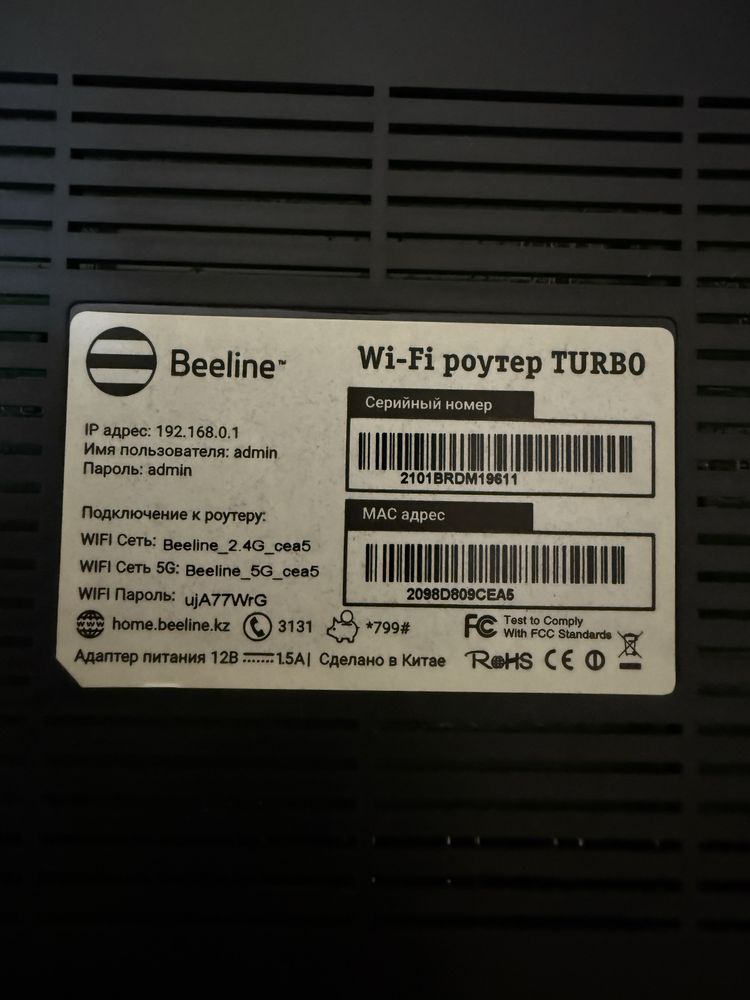 Beeline™
Wi-Fi роутер TURBO
IP адрес: 192.168.0.1
Имя пользователя: admin
Пароль: admin
Серийный номер
2101BRDM19611
Подключение к роутеру:
WIFI Сеть: Beeline_2.4G_cea5
WIFI Сеть 5G: Beeline_5G_cea5
WIFI Пароль: ujA77WrG
MAC адрес
2098D809CEA5
www home.beeline.kz 3131 *799#
FC Test to Comply
With FCC Standards
Адаптер питания 12В 1.5A| Сделано в Китае
RoHS CE